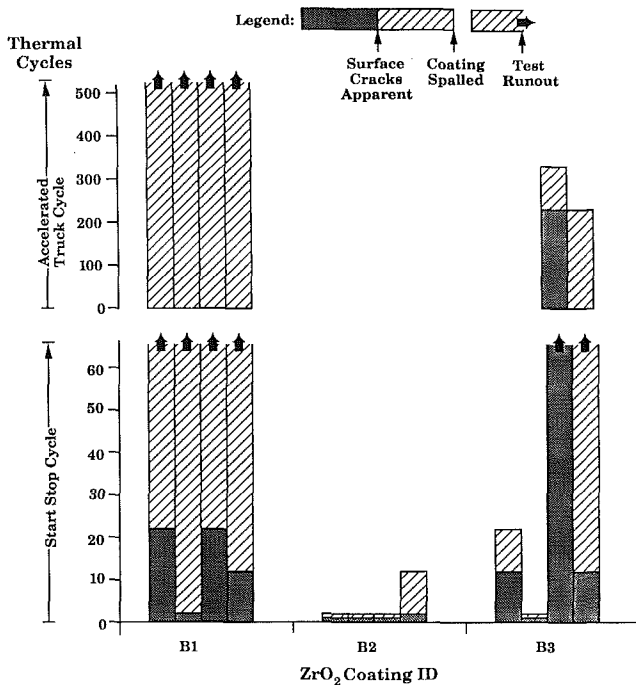 Legend:
Surface
Cracks
Apparent
Coating
Spalled
Test
Runout
Thermal
Cycles
Accelerated
Truck Cycle
500
400
300
200
100
0
Start Stop Cycle
60
50
40
30
20
10
0
B1
B2
B3
ZrO₂ Coating ID